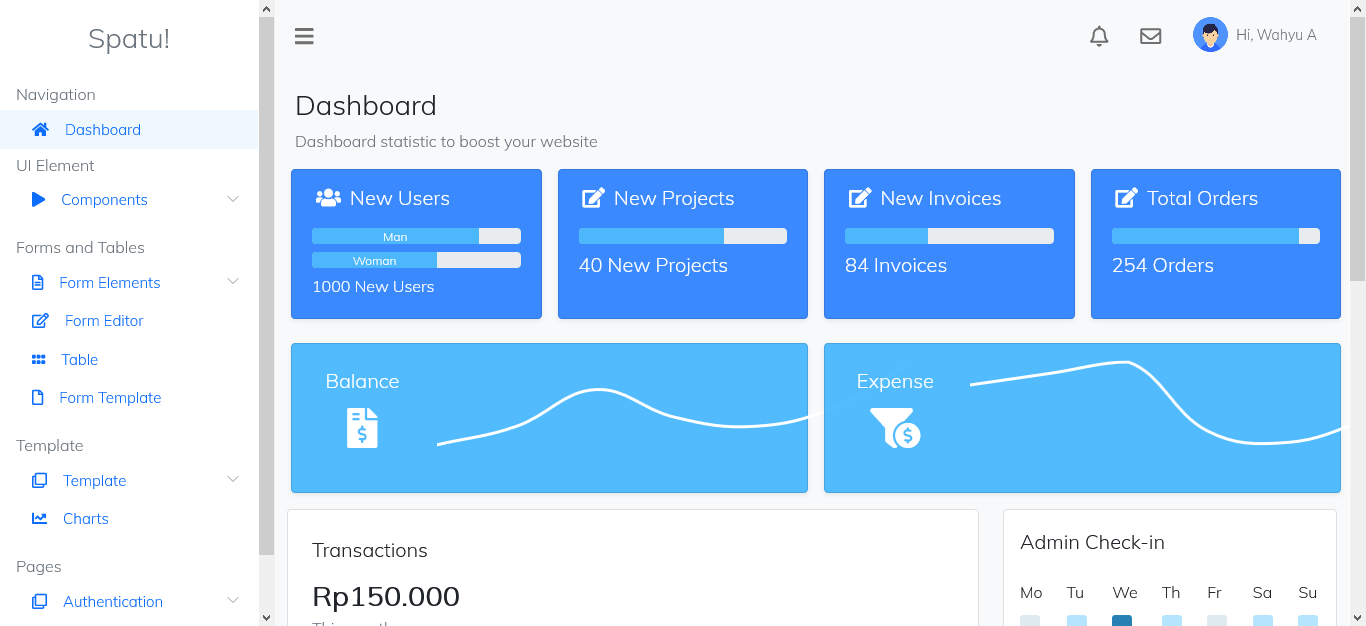 Spatu!
Navigation
Dashboard
UI Element
Components
Forms and Tables
Form Elements
Form Editor
Table
Form Template
Template
Template
Charts
Pages
Authentication
Hi, Wahyu A
Dashboard
Dashboard statistic to boost your website
New Users
Man
Woman
1000 New Users
New Projects
40 New Projects
New Invoices
84 Invoices
Total Orders
254 Orders
Balance
Expense
Transactions
Rp150.000
Admin Check-in
Mo Tu We Th Fr Sa Su